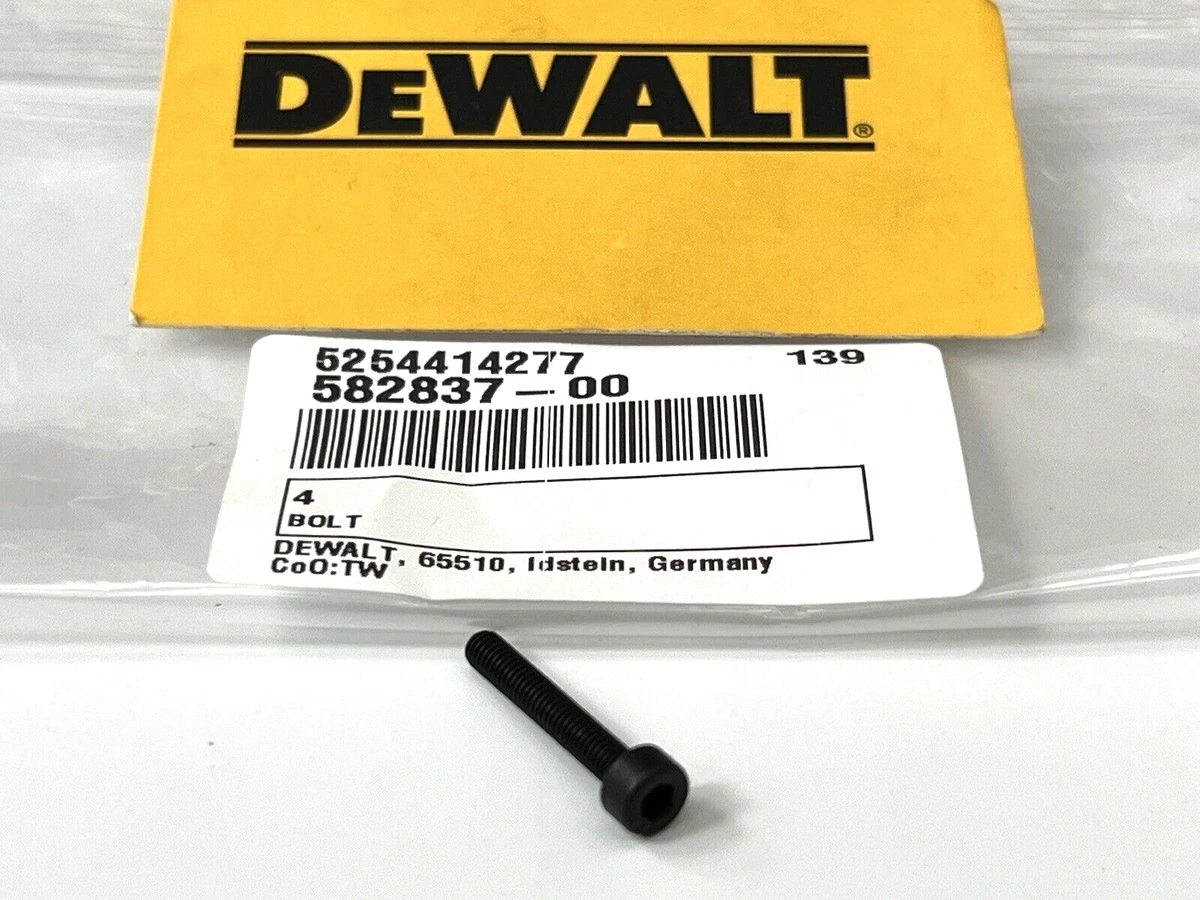 DEWALT®
5254414277 139
582837-00
4
BOLT
DEWALT, 65510, Idstein, Germany
CoO:TW